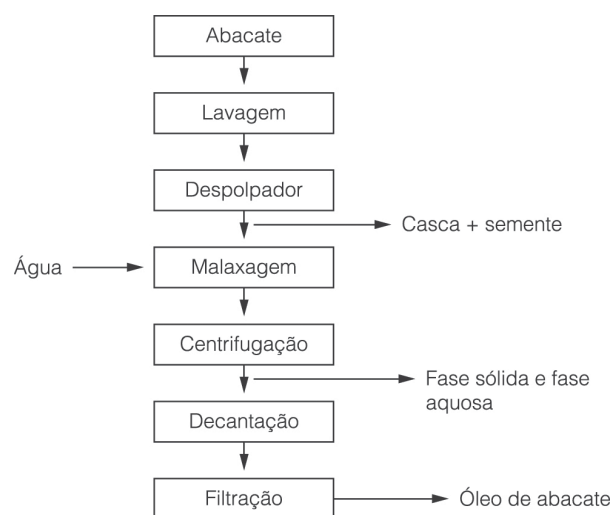 Abacate
Lavagem
Despolpador
Casca + semente
Água
Malaxagem
Centrifugação
Fase sólida e fase
aquosa
Decantação
Filtração
Óleo de abacate